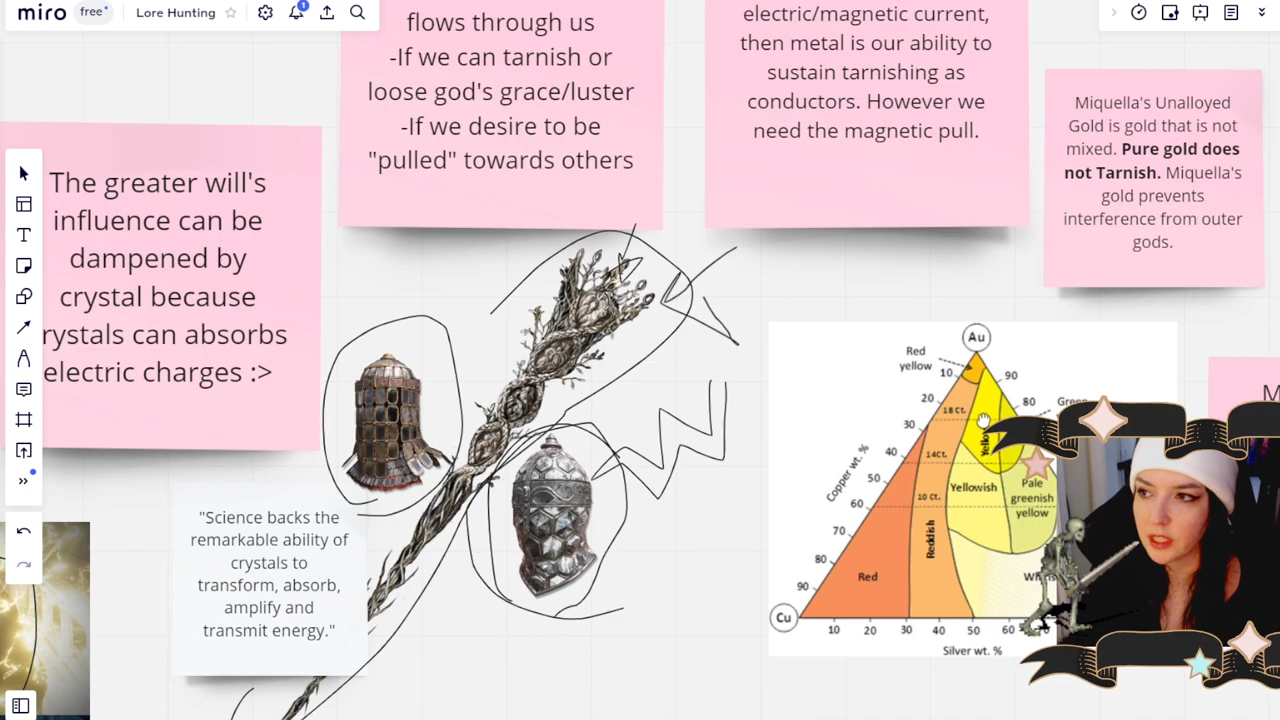 miro
free
Lore Hunting
1
flows through us
-If we can tarnish or
loose god's grace/luster
-If we desire to be
"pulled" towards others
electric/magnetic current,
then metal is our ability to
sustain tarnishing as
conductors. However we
need the magnetic pull.
Miquella's Unalloyed
Gold is gold that is not
mixed. Pure gold does
not Tarnish. Miquella's
gold prevents
interference from outer
gods.
The greater will's
influence can be
dampened by
crystal because
rystals can absorbs
electric charges :>
"Science backs the
remarkable ability of
crystals to
transform, absorb,
amplify and
transmit energy."
Au
Red
yellow
10
90
20
80
18 Ct.
30
40
14Ct.
50
10 Ct.
60
70
80
90
Copper wt. %
Yellowish
Pale
greenish
yellow
Reddish
Red
Cu
10 20 30 40 50
Silver wt. %
M